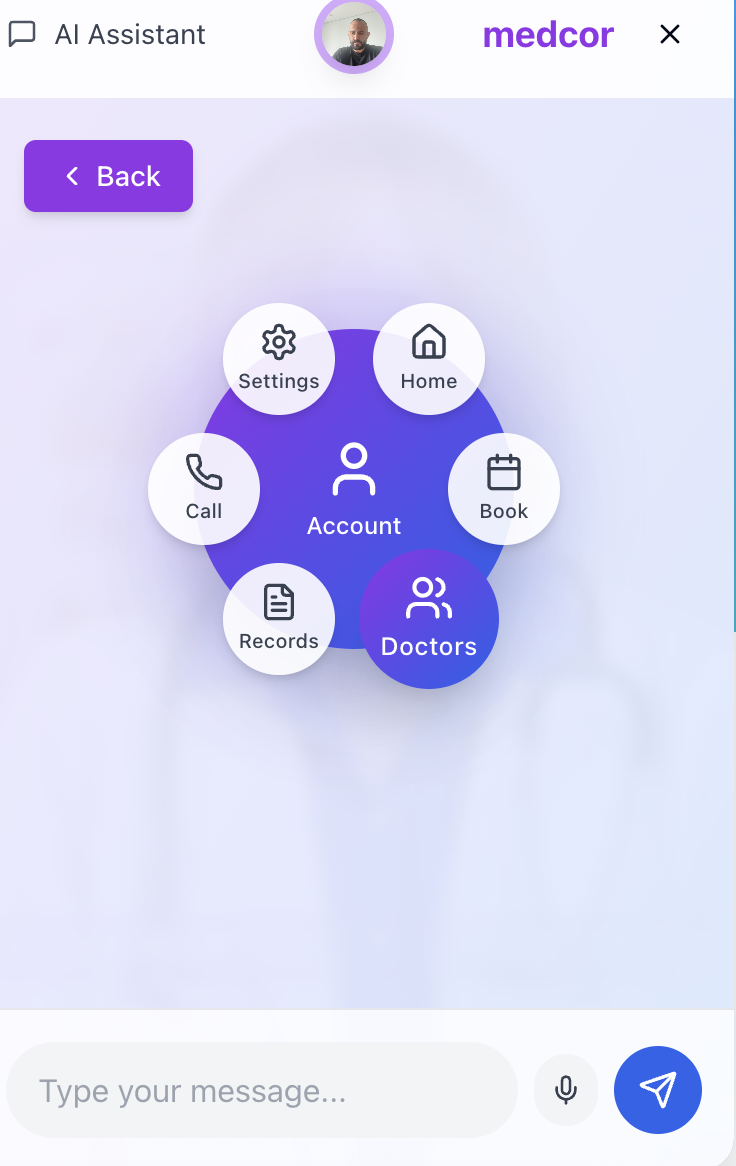 AI Assistant
medcor
Back
Settings
Home
Call
Account
Book
Records
Doctors
Type your message...